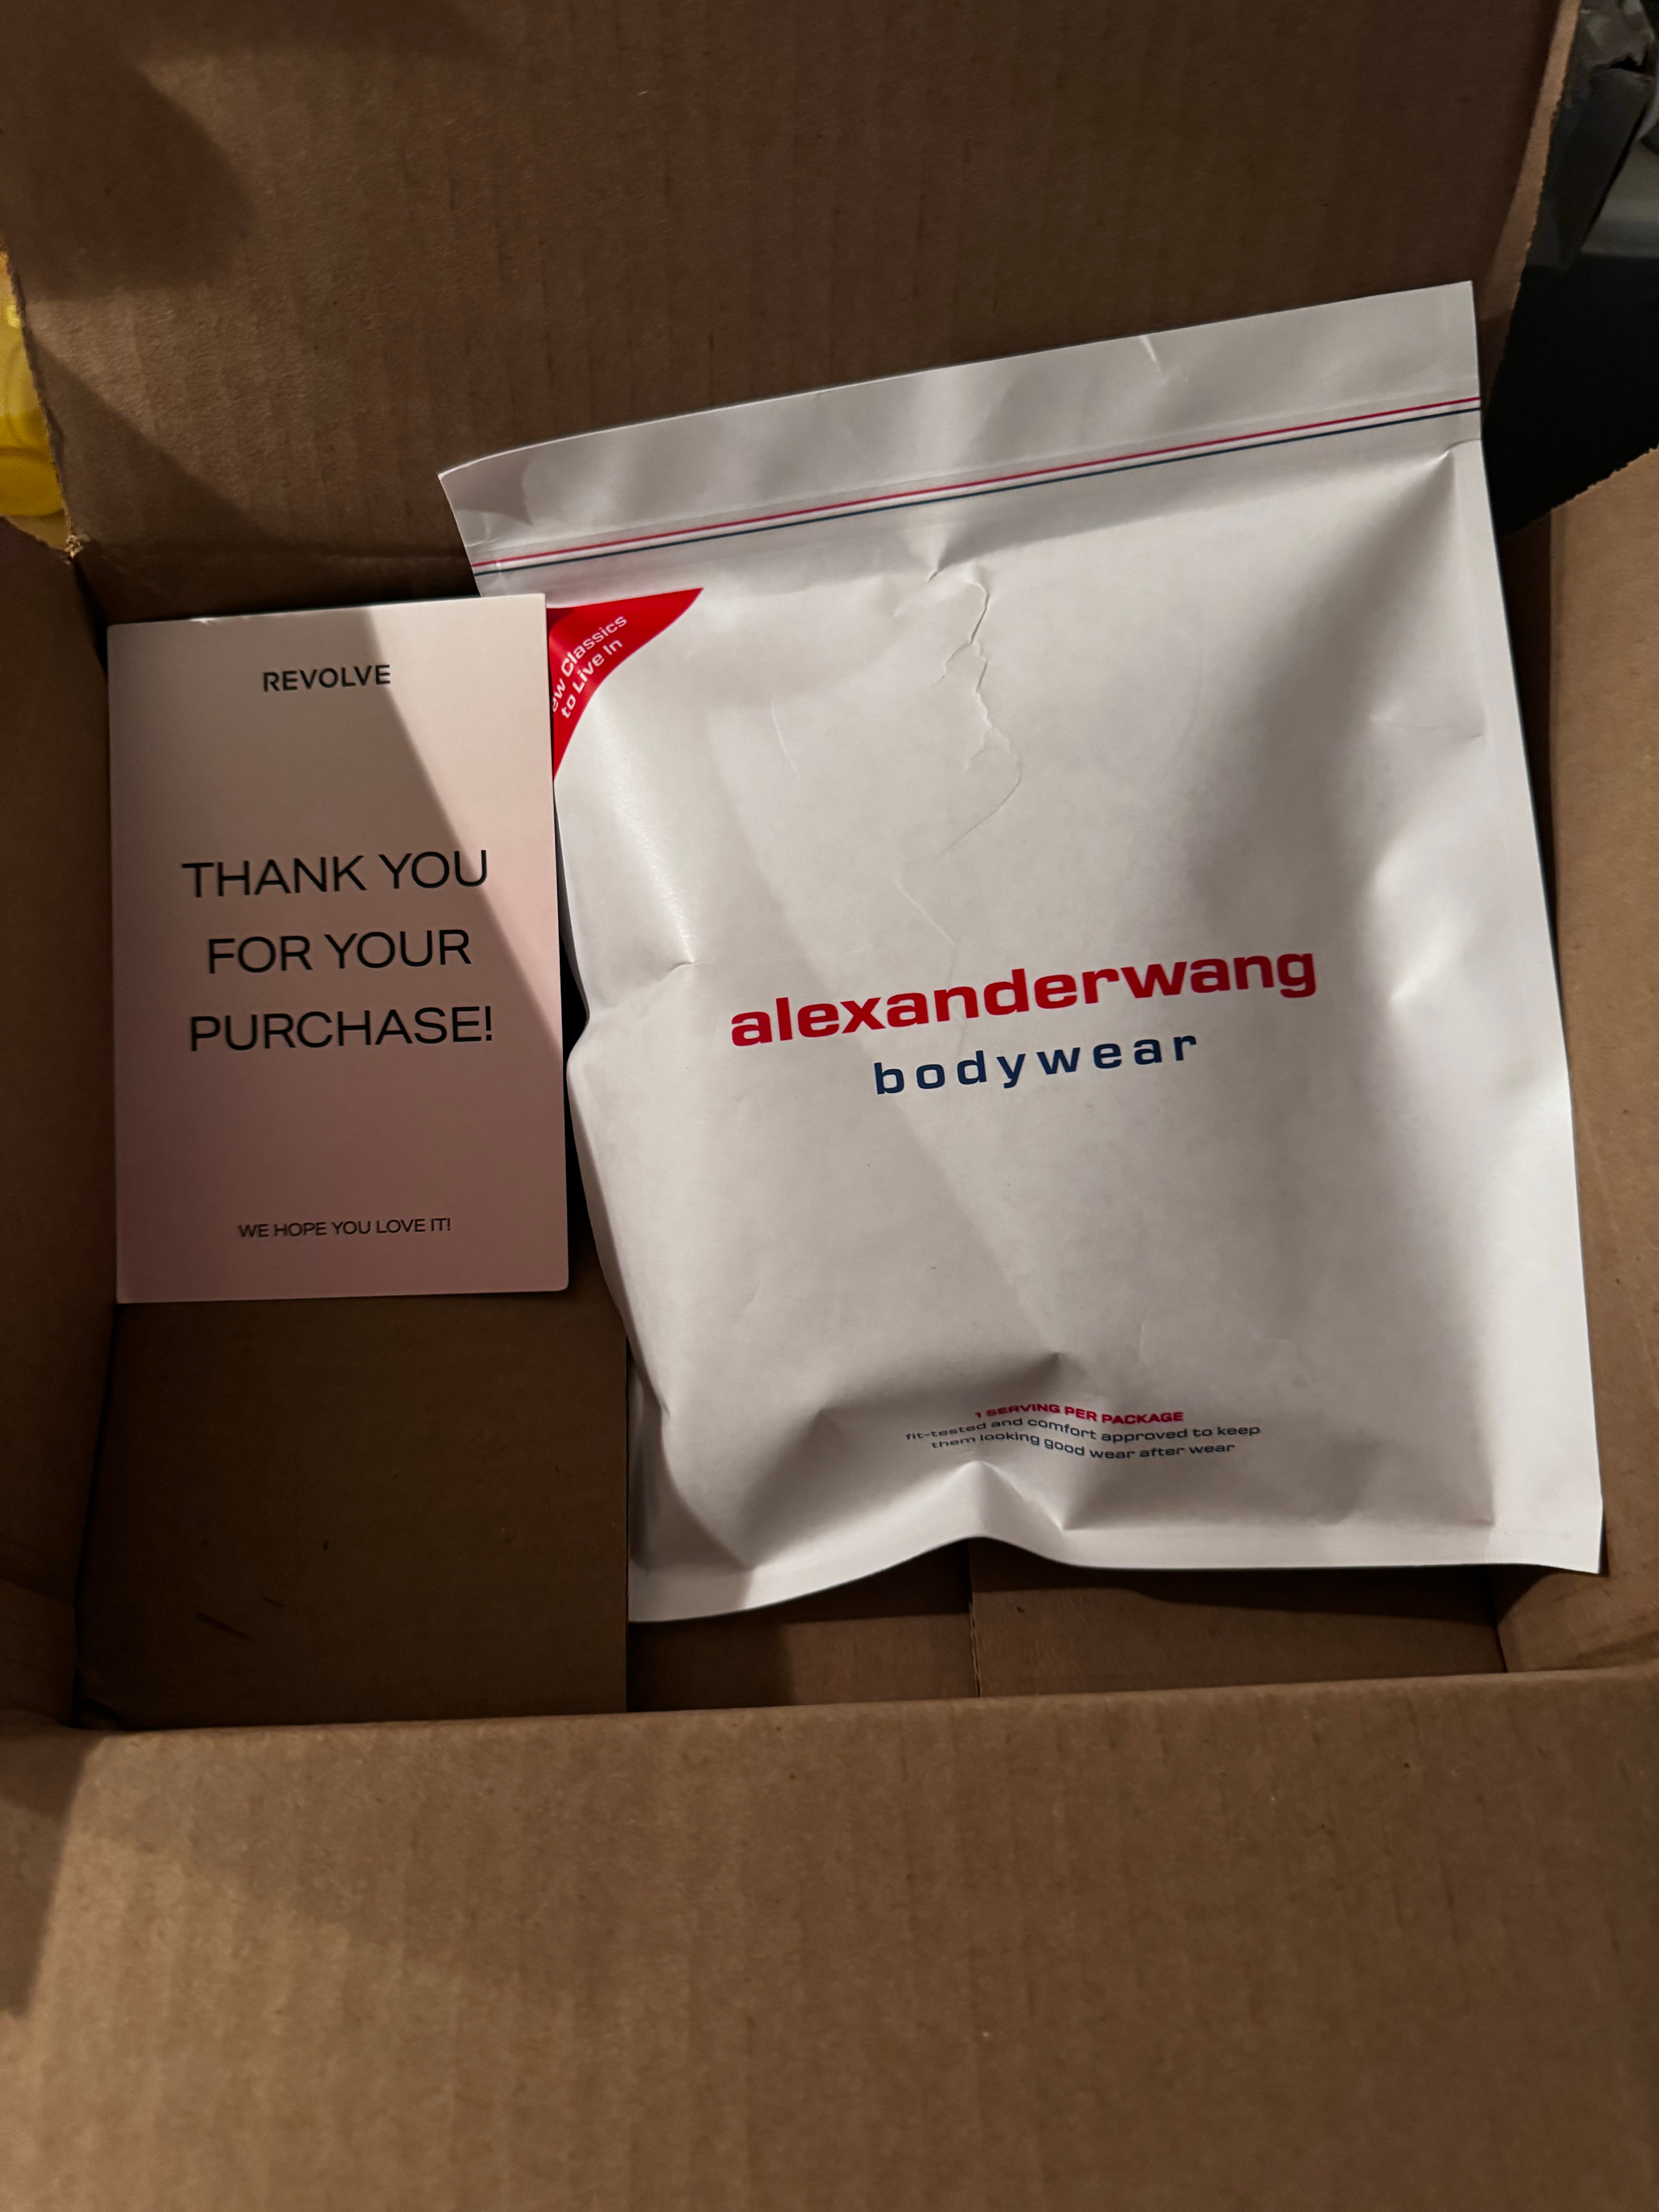 REVOLVE
THANK YOU
FOR YOUR
PURCHASE!
WE HOPE YOU LOVE IT!
Classics
to Live In
alexanderwang
bodywear
1 SERVING PER PACKAGE
fit-tested and comfort approved to keep
them looking good wear after wear